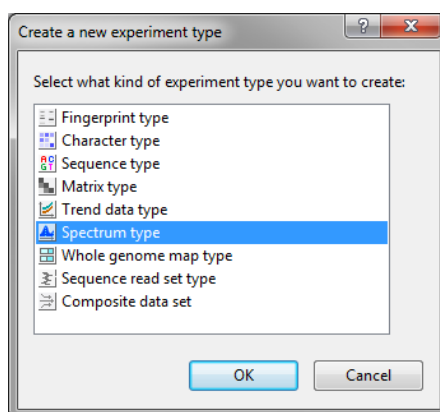 Create a new experiment type
Select what kind of experiment type you want to create:
Fingerprint type
Character type
Sequence type
Matrix type
Trend data type
Spectrum type
Whole genome map type
Sequence read set type
Composite data set
OK Cancel